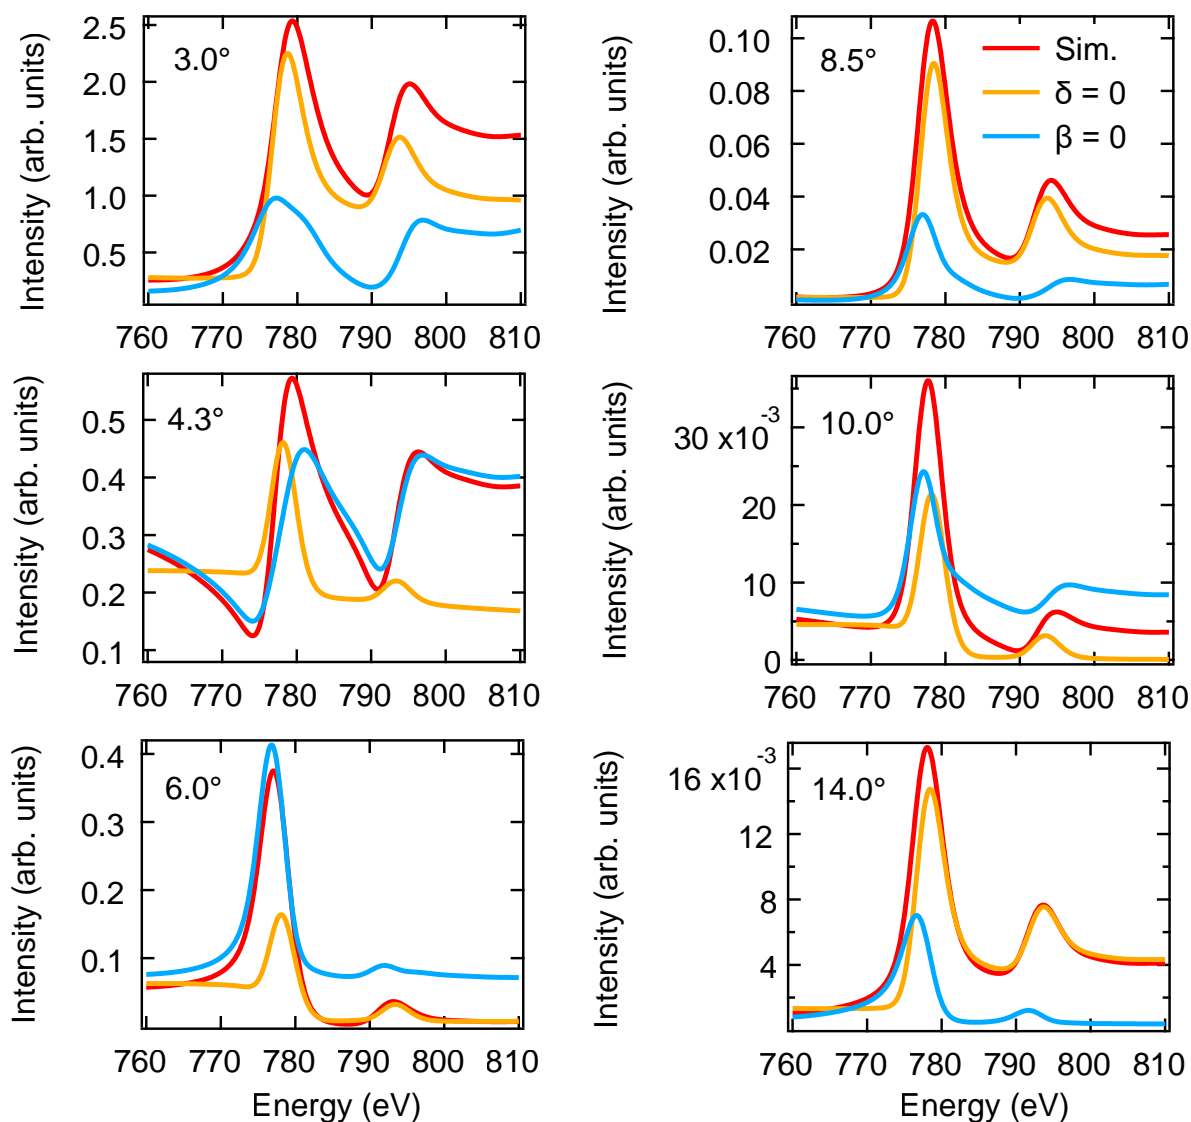 Intensity (arb. units)
2.5
2.0
1.5
1.0
0.5
3.0°
760 770 780 790 800 810
Intensity (arb. units)
0.10
0.08
0.06
0.04
0.02
8.5°
Sim.
δ = 0
β = 0
760 770 780 790 800 810
Intensity (arb. units)
0.5
0.4
0.3
0.2
0.1
4.3°
760 770 780 790 800 810
Intensity (arb. units)
30 x10-3
20
10
0
10.0°
760 770 780 790 800 810
Intensity (arb. units)
0.4
0.3
0.2
0.1
6.0°
760 770 780 790 800 810
Energy (eV)
Intensity (arb. units)
16 x10-3
12
8
4
14.0°
760 770 780 790 800 810
Energy (eV)